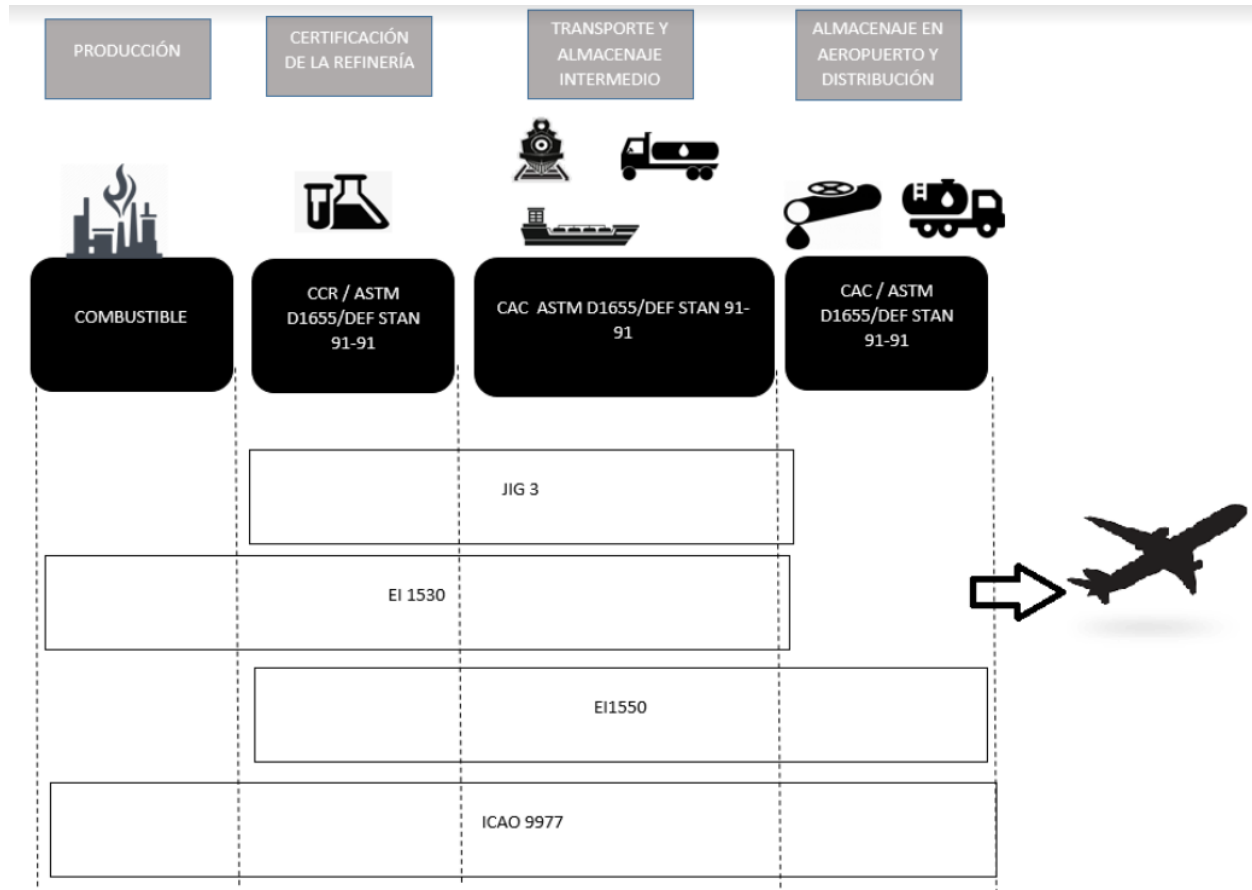 PRODUCCIÓN
CERTIFICACIÓN
DE LA REFINERÍA
TRANSPORTE Y
ALMACENAJE
INTERMEDIO
ALMACENAJE EN
AEROPUERTO Y
DISTRIBUCIÓN
COMBUSTIBLE
CCR / ASTM
D1655/DEF STAN
91-91
CAC ASTM D1655/DEF STAN 91-
91
CAC / ASTM
D1655/DEF STAN
91-91
JIG 3
EI 1530
EI1550
ICAO 9977